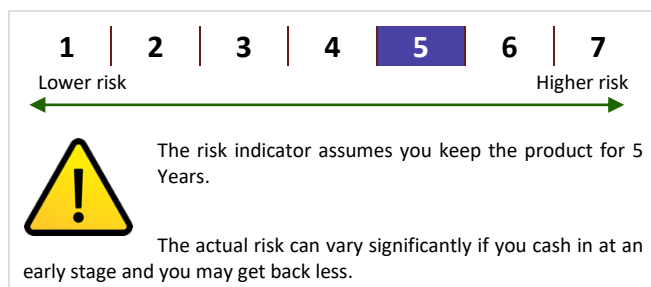 1 2 3 4 5 6 7
Lower risk Higher risk
The risk indicator assumes you keep the product for 5
Years.
The actual risk can vary significantly if you cash in at an
early stage and you may get back less.